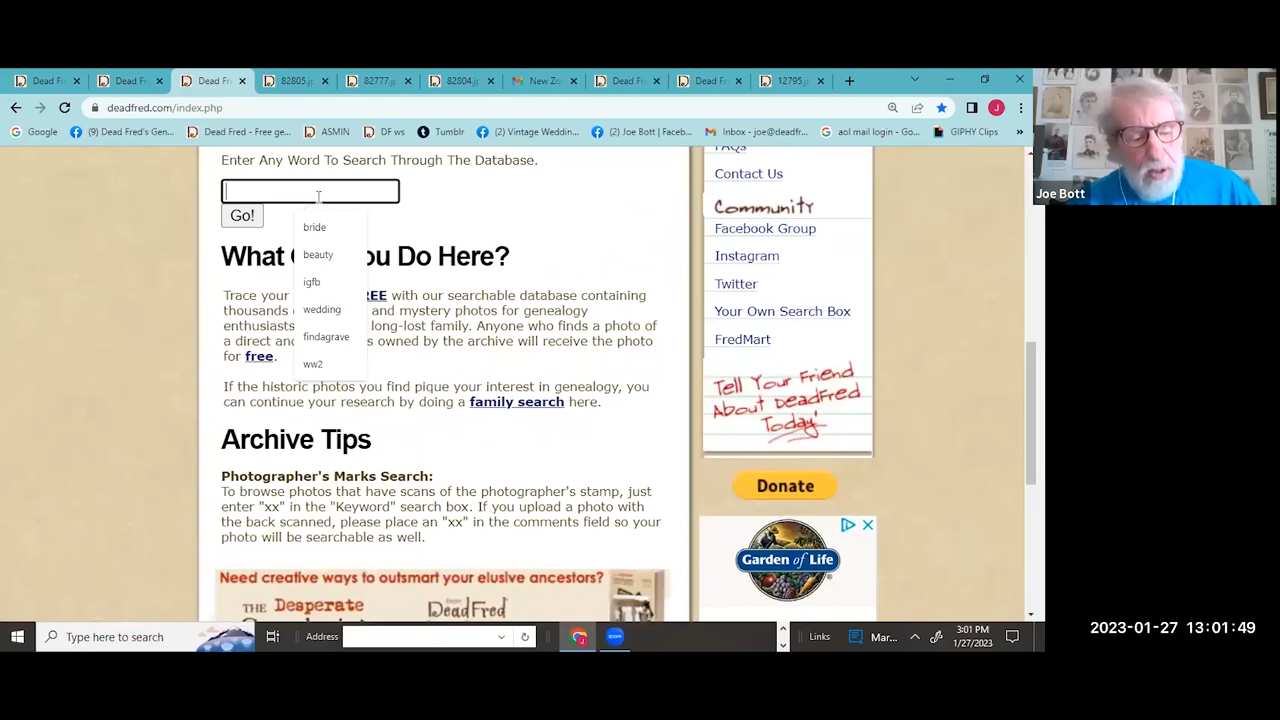 Dead Fr
Dead Fr
Dead Fr
82805.jp
82777.jp
82804.jp
New Zo
Dead Fr
Dead Fr
12795.jp
deadfred.com/index.php
J
Google
(9) Dead Fred's Gen...
Dead Fred - Free ge...
ASMIN
DF ws
Tumblr
(2) Vintage Weddin...
(2) Joe Bott | Faceb...
Inbox - joe@deadfr...
aol mail login - Go...
GIPHY Clips
»
Joe Bott
Enter Any Word To Search Through The Database.
Go!
bride
beauty
igfb
wedding
findagrave
ww2
What C u Do Here?
Trace your REE with our searchable database containing
thousands and mystery photos for genealogy
enthusiasts long-lost family. Anyone who finds a photo of
a direct anc s owned by the archive will receive the photo
for free.
If the historic photos you find pique your interest in genealogy, you
can continue your research by doing a family search here.
Archive Tips
Photographer's Marks Search:
To browse photos that have scans of the photographer's stamp, just
enter "xx" in the "Keyword" search box. If you upload a photo with
the back scanned, please place an "xx" in the comments field so your
photo will be searchable as well.
Need creative ways to outsmart your elusive ancestors?
THE Desperate
DeadFred
FAQs
Contact Us
Community
Facebook Group
Instagram
Twitter
Your Own Search Box
FredMart
Tell Your Friend
About DeadFred
Today!
Donate
Garden of Life
Type here to search
Address
zoom
Links
Mar...
3:01 PM
1/27/2023
2023-01-27 13:01:49